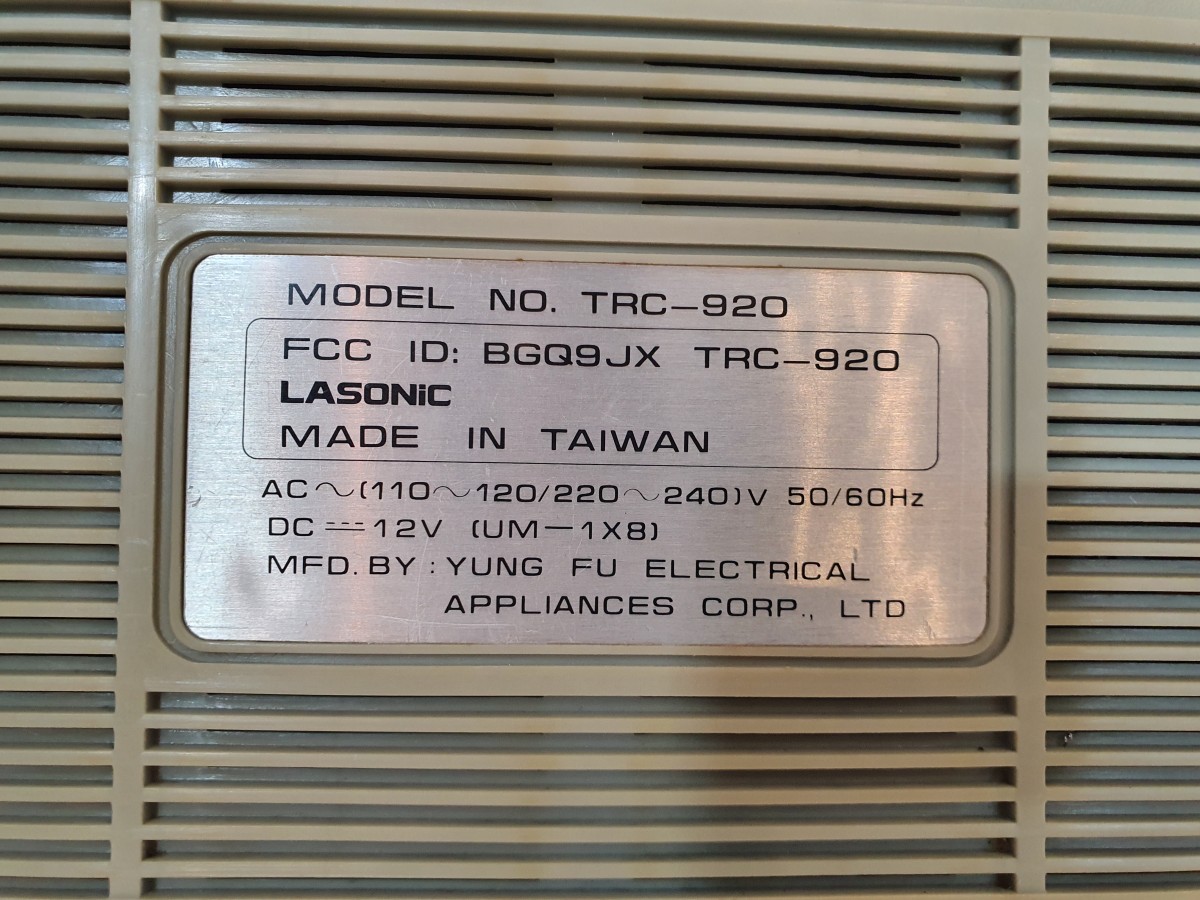 MODEL NO. TRC-920
FCC ID: BGQ9JX TRC-920
LASONiC
MADE IN TAIWAN
AC～(110～120/220～240)V 50/60Hz
DC ⎓ 12V (UM-1X8)
MFD. BY : YUNG FU ELECTRICAL
APPLIANCES CORP., LTD